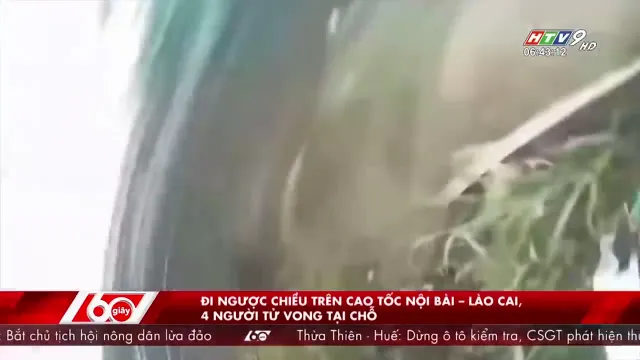 HTV9 HD
06:43:12
ĐI NGƯỢC CHIỀU TRÊN CAO TỐC NỘI BÀI – LÀO CAI,
4 NGƯỜI TỬ VONG TẠI CHỖ
60 giây
: Bắt chủ tịch hội nông dân lừa đảo Thừa Thiên - Huế: Dừng ô tô kiểm tra, CSGT phát hiện th